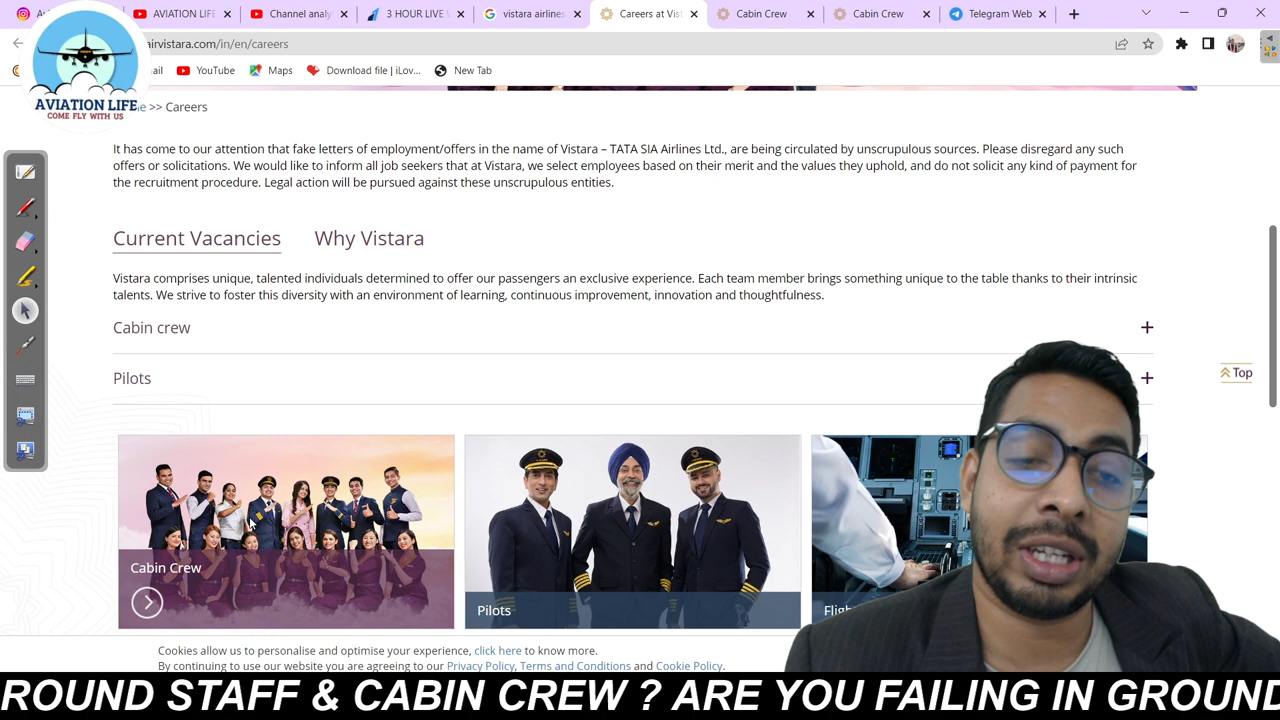 AVIATION LIFE
Channel analy
3 HOUR LIVE
vistara airlines
Careers at Vist
Cabin Crew
Cabin Crew
Telegram Web
airvistara.com/in/en/careers
YouTube
Maps
Download file | iLov...
New Tab
AVIATION LIFE
COME FLY WITH US
>> Careers
It has come to our attention that fake letters of employment/offers in the name of Vistara – TATA SIA Airlines Ltd., are being circulated by unscrupulous sources. Please disregard any such
offers or solicitations. We would like to inform all job seekers that at Vistara, we select employees based on their merit and the values they uphold, and do not solicit any kind of payment for
the recruitment procedure. Legal action will be pursued against these unscrupulous entities.
Current Vacancies Why Vistara
Vistara comprises unique, talented individuals determined to offer our passengers an exclusive experience. Each team member brings something unique to the table thanks to their intrinsic
talents. We strive to foster this diversity with an environment of learning, continuous improvement, innovation and thoughtfulness.
Cabin crew +
Pilots +
Top
Cabin Crew
Pilots
Cookies allow us to personalise and optimise your experience, click here to know more.
By continuing to use our website you are agreeing to our Privacy Policy, Terms and Conditions and Cookie Policy.
ROUND STAFF & CABIN CREW ? ARE YOU FAILING IN GROUND